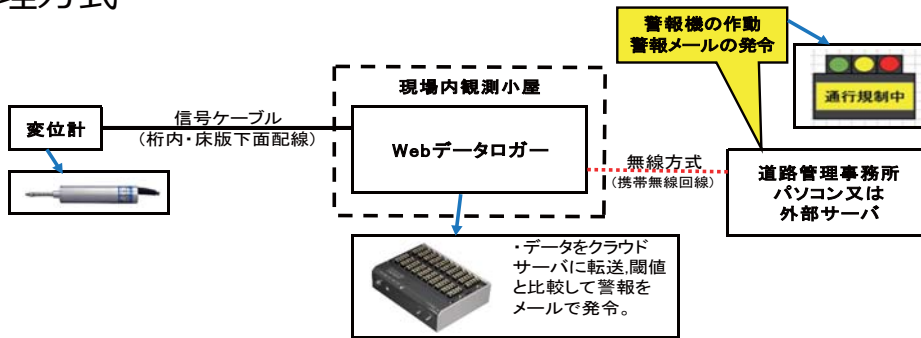 理方式
警報機の作動
警報メールの発令
通行規制中
現場内観測小屋
変位計
信号ケーブル
(桁内・床版下面配線)
Webデータロガー
無線方式
(携帯無線回線)
道路管理事務所
パソコン又は
外部サーバ
・データをクラウド
サーバに転送,閾値
と比較して警報を
メールで発令。